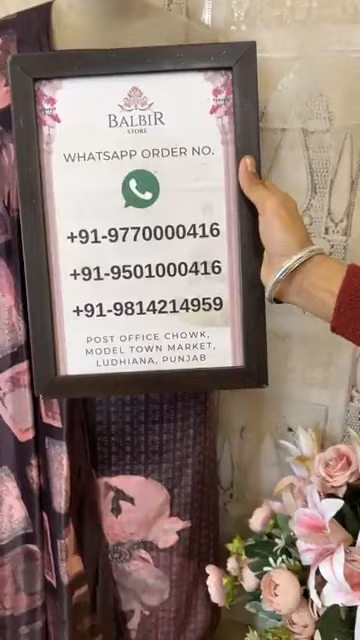 BALBIR
STORE
WHATSAPP ORDER NO.
+91-9770000416
+91-9501000416
+91-9814214959
POST OFFICE CHOWK,
MODEL TOWN MARKET,
LUDHIANA, PUNJAB